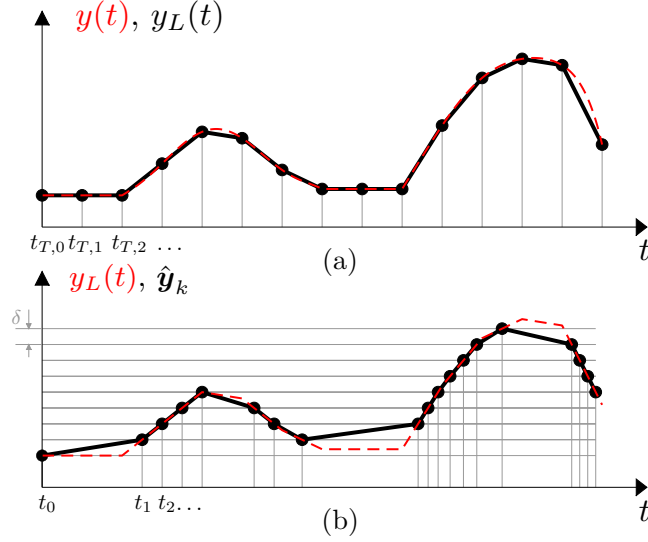 y(t), y_L(t)
t_{T,0} t_{T,1} t_{T,2} ...
t
(a)
y_L(t), ŷ_k
δ
t_0 t_1 t_2 ...
t
(b)